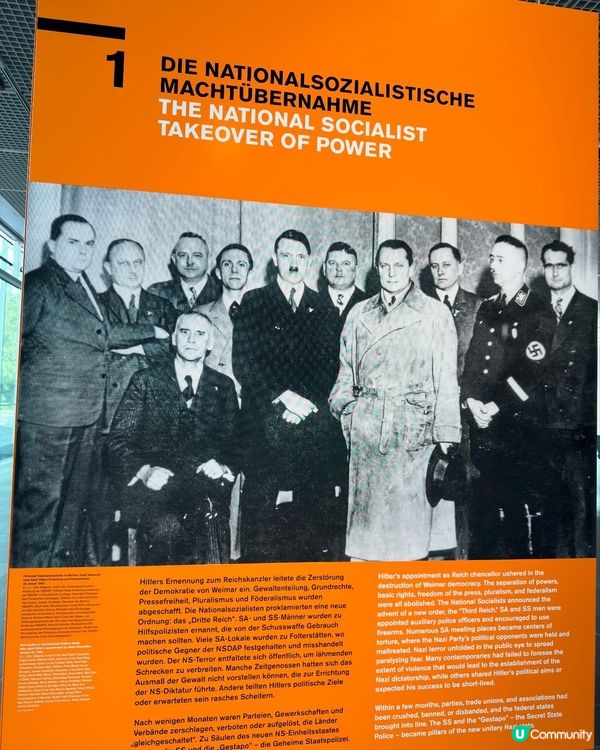 1
DIE NATIONALSOZIALISTISCHE
MACHTÜBERNAHME
THE NATIONAL SOCIALIST
TAKEOVER OF POWER
Hitlers Ernennung zum Reichskanzler leitete die Zerstörung
der Demokratie von Weimar ein. Gewaltenteilung, Grundrechte,
Pressefreiheit, Pluralismus und Föderalismus wurden
abgeschafft. Die Nationalsozialisten proklamierten eine neue
Ordnung: das „Dritte Reich“. SA- und SS-Männer wurden zu
Hilfspolizisten ernannt, die von der Schusswaffe Gebrauch
machen sollten. Viele SA-Lokale wurden zu Folterstätten, wo
politische Gegner der NSDAP festgehalten und misshandelt
wurden. Der NS-Terror entfaltete sich öffentlich, um lähmenden
Schrecken zu verbreiten. Manche Zeitgenossen hatten sich das
Ausmaß der Gewalt nicht vorstellen können, die zur Errichtung
der NS-Diktatur führte. Andere teilten Hitlers politische Ziele
oder erwarteten sein rasches Scheitern.
Nach wenigen Monaten waren Parteien, Gewerkschaften und
Verbände zerschlagen, verboten oder aufgelöst, die Länder
„gleichgeschaltet“. Zu Säulen des neuen NS-Einheitsstaates
SS und die „Gestapo“ – die Geheime Staatspolizei.
Hitler's appointment as Reich chancellor ushered in the
destruction of Weimar democracy. The separation of powers,
basic rights, freedom of the press, pluralism, and federalism
were all abolished. The National Socialists announced the
advent of a new order, the "Third Reich." SA and SS men were
appointed auxiliary police officers and encouraged to use
firearms. Numerous SA meeting places became centers of
torture, where the Nazi Party's political opponents were held and
maltreated. Nazi terror unfolded in the public eye to spread
paralyzing fear. Many contemporaries had failed to foresee the
extent of violence that would lead to the establishment of the
Nazi dictatorship, while others shared Hitler's political aims or
expected his success to be short-lived.
Within a few months, parties, trade unions, and associations had
been crushed, banned, or disbanded, and the federal states
brought into line. The SS and the "Gestapo" – the Secret State
Police – became pillars of the new unitary Nazi state.
U Community